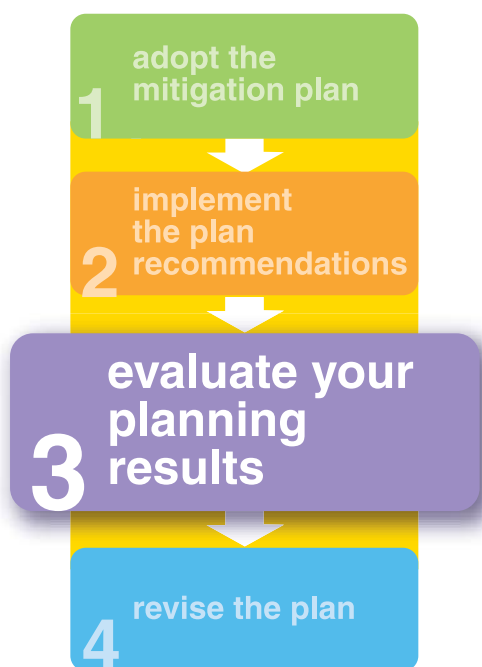 adopt the
mitigation plan
1
implement
the plan
recommendations
2
evaluate your
planning
results
3
revise the plan
4